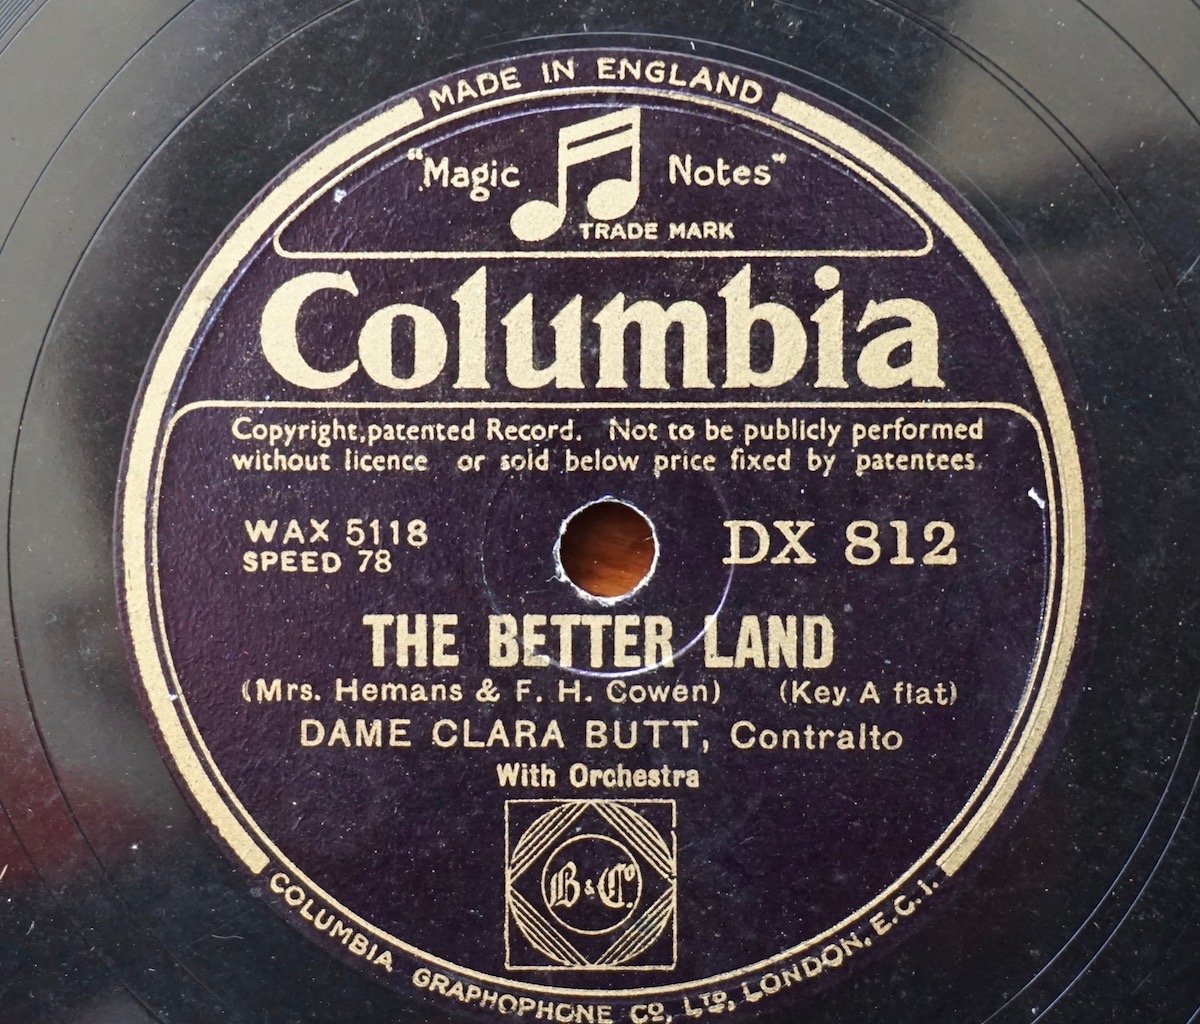 MADE IN ENGLAND
"Magic Notes"
TRADE MARK
Columbia
Copyright,patented Record. Not to be publicly performed
without licence or sold below price fixed by patentees.
WAX 5118 DX 812
SPEED 78
THE BETTER LAND
(Mrs. Hemans & F. H. Cowen) (Key A flat)
DAME CLARA BUTT, Contralto
With Orchestra
B & Co.
COLUMBIA GRAPHOPHONE CO., LTD., LONDON, E.C.1.